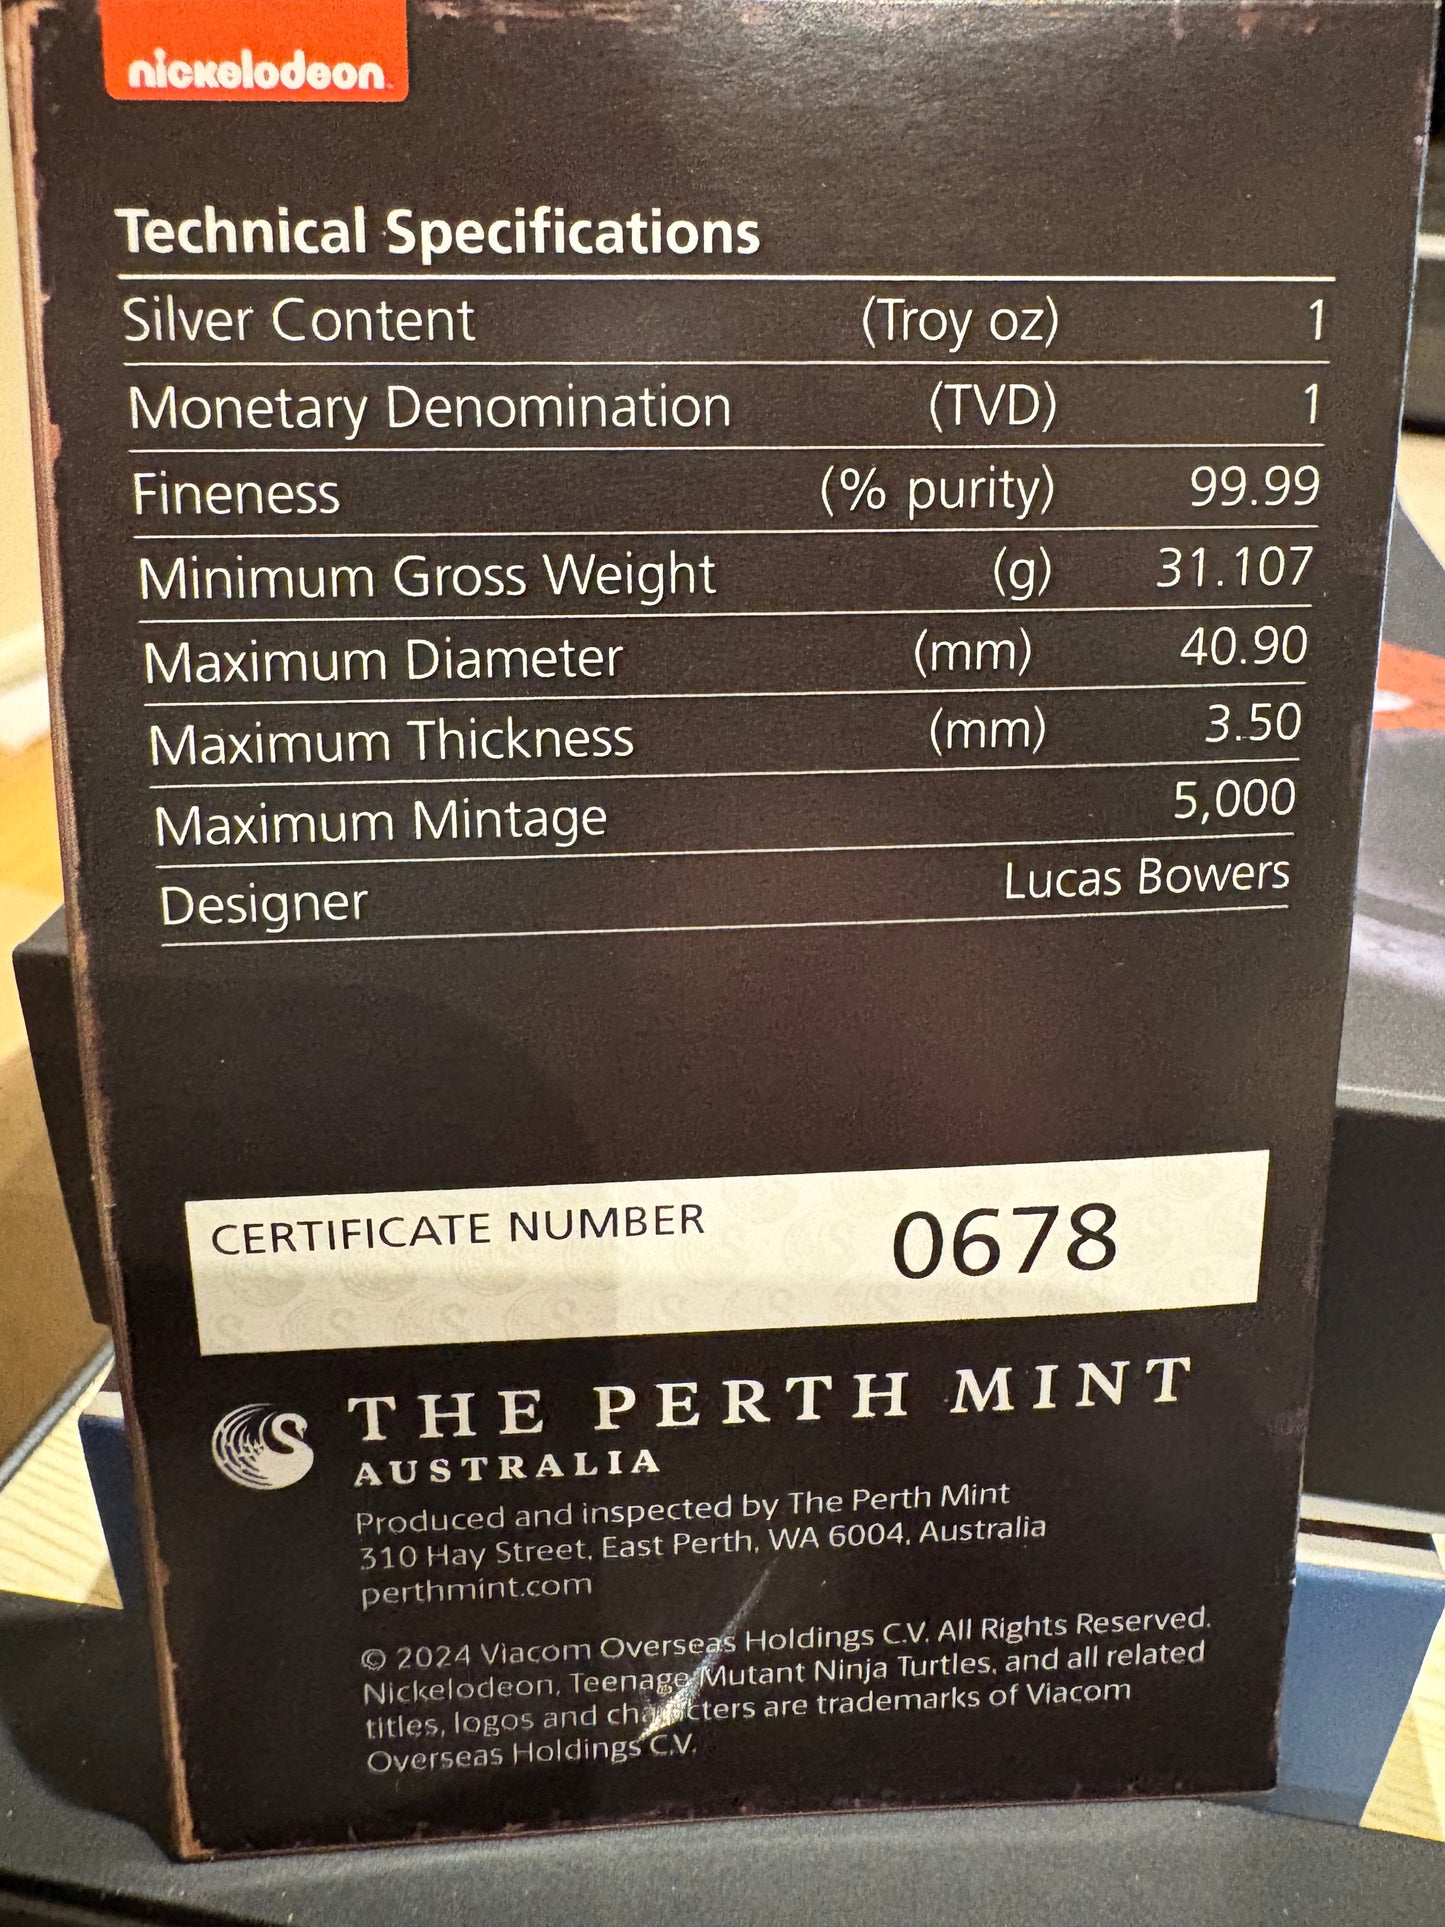 nickelodeon
Technical Specifications
Silver Content (Troy oz) 1
Monetary Denomination (TVD) 1
Fineness (% purity) 99.99
Minimum Gross Weight (g) 31.107
Maximum Diameter (mm) 40.90
Maximum Thickness (mm) 3.50
Maximum Mintage 5,000
Designer Lucas Bowers
CERTIFICATE NUMBER 0678
THE PERTH MINT
AUSTRALIA
Produced and inspected by The Perth Mint
310 Hay Street, East Perth, WA 6004, Australia
perthmint.com
© 2024 Viacom Overseas Holdings C.V. All Rights Reserved.
Nickelodeon, Teenage Mutant Ninja Turtles, and all related
titles, logos and characters are trademarks of Viacom
Overseas Holdings C.V.